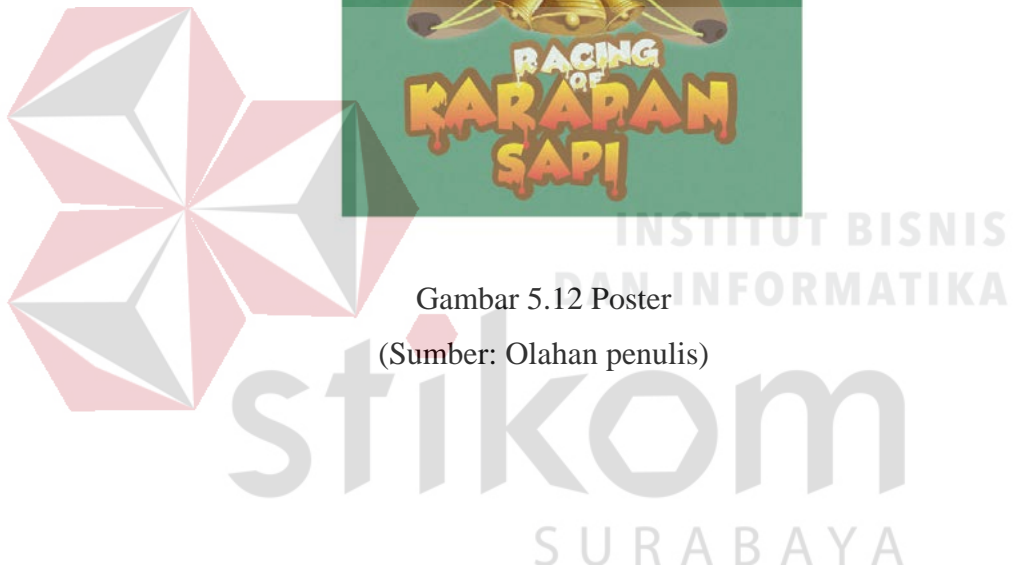 RACING
OF
KARAPAN
SAPI
INSTITUT BISNIS
DAN INFORMATIKA
Gambar 5.12 Poster
(Sumber: Olahan penulis)
stikom
SURABAYA